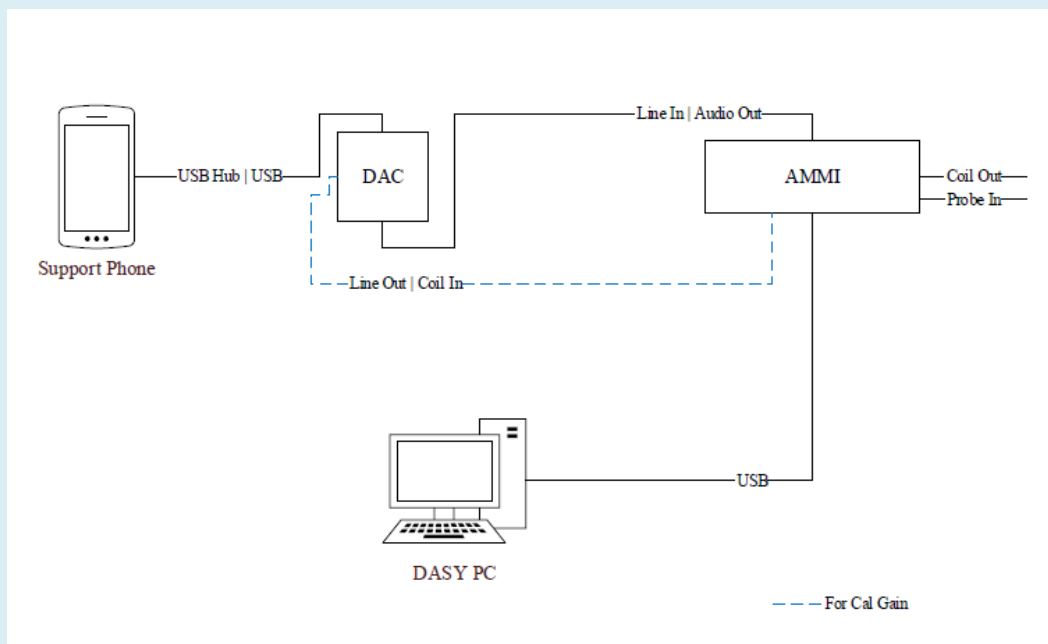 Line In | Audio Out
USB Hub | USB
DAC
AMMI
Coil Out
Probe In
Support Phone
Line Out | Coil In
USB
DASY PC
For Cal Gain